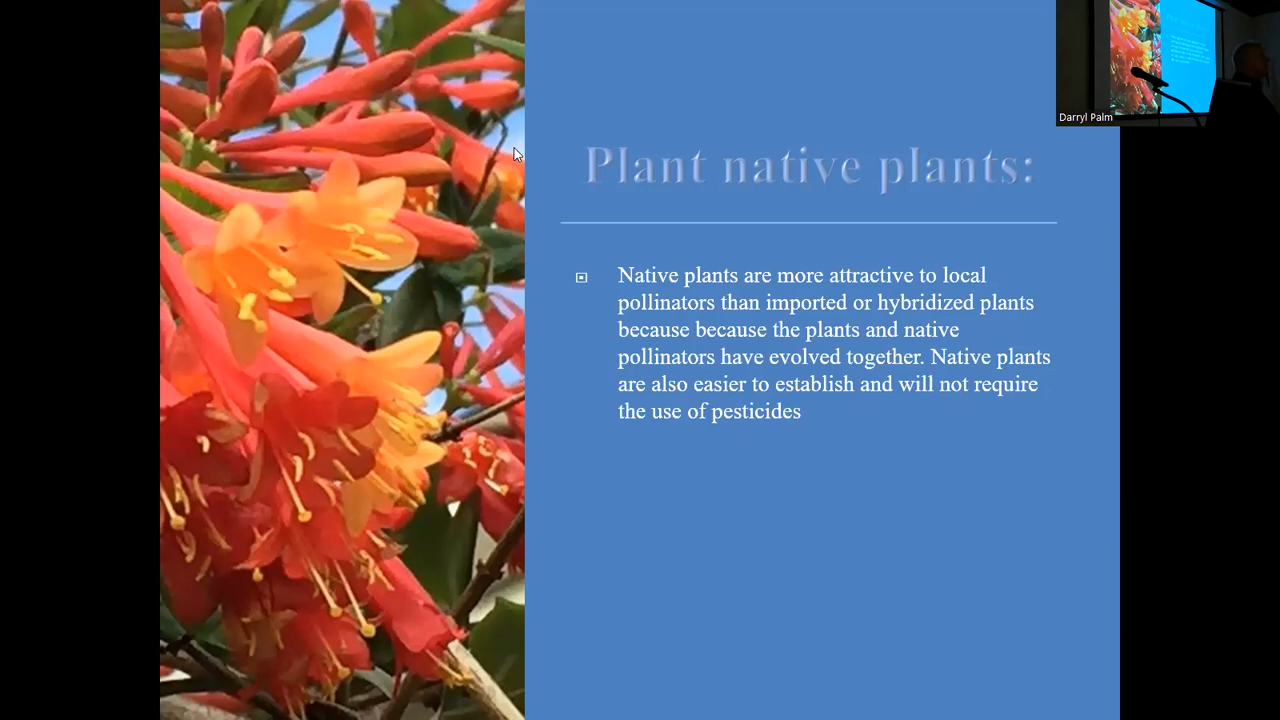 Plant native plants:
Native plants are more attractive to local
pollinators than imported or hybridized plants
because because the plants and native
pollinators have evolved together. Native plants
are also easier to establish and will not require
the use of pesticides
Darryl Palm